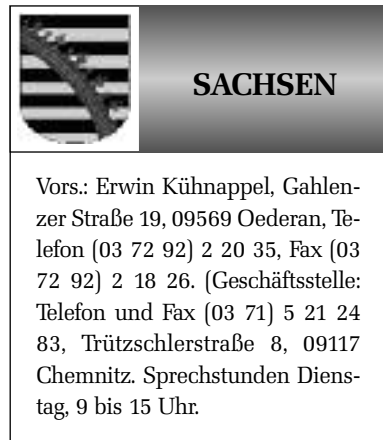 SACHSEN
Vors.: Erwin Kühnappel, Gahlen-
zer Straße 19, 09569 Oederan, Te-
lefon (03 72 92) 2 20 35, Fax (03
72 92) 2 18 26. (Geschäftsstelle:
Telefon und Fax (03 71) 5 21 24
83, Trützschlerstraße 8, 09117
Chemnitz. Sprechstunden Diens-
tag, 9 bis 15 Uhr.